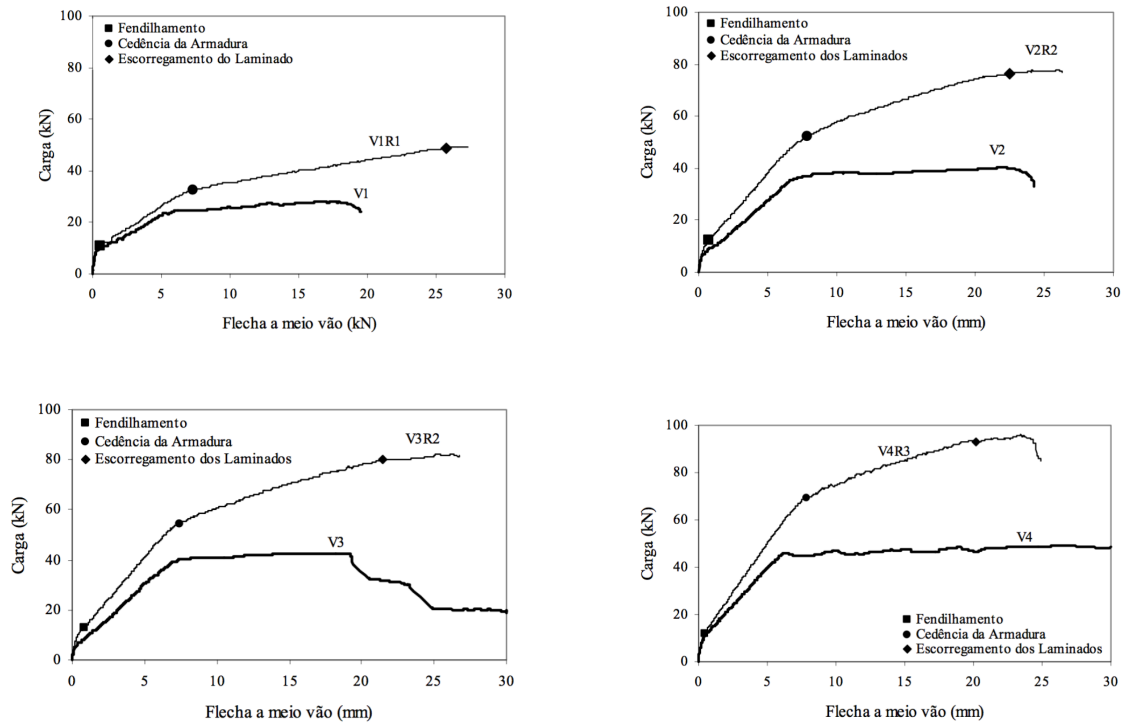 100
80
60
40
20
0
Carga (kN)
Fendilhamento
Cedência da Armadura
Escorregamento do Laminado
V1R1
V1
0 5 10 15 20 25 30
Flecha a meio vão (kN)
100
80
60
40
20
0
Carga (kN)
Fendilhamento
Cedência da Armadura
Escorregamento dos Laminados
V2R2
V2
0 5 10 15 20 25 30
Flecha a meio vão (mm)
100
80
60
40
20
0
Carga (kN)
Fendilhamento
Cedência da Armadura
Escorregamento dos Laminados
V3R2
V3
0 5 10 15 20 25 30
Flecha a meio vão (mm)
100
80
60
40
20
0
Carga (kN)
V4R3
V4
Fendilhamento
Cedência da Armadura
Escorregamento dos Laminados
0 5 10 15 20 25 30
Flecha a meio vão (mm)